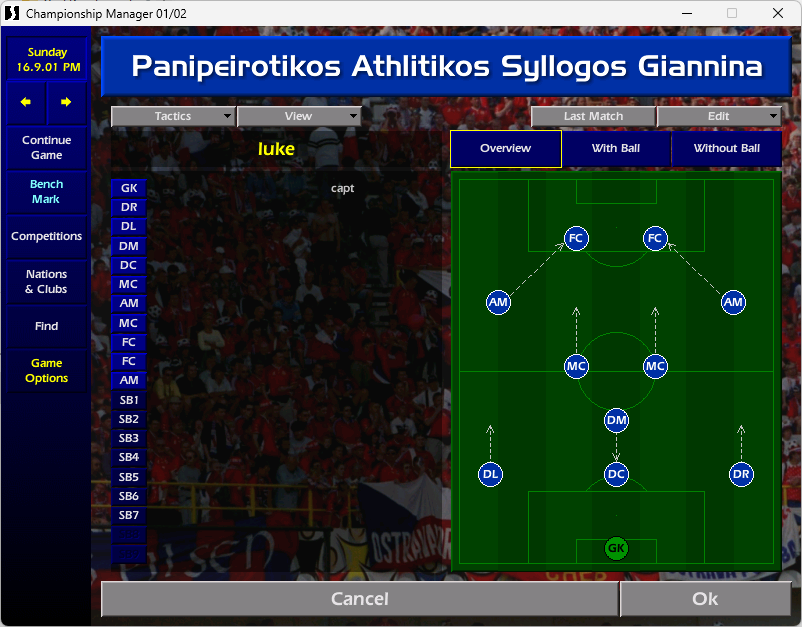 Championship Manager 01/02
Sunday
16.9.01 PM
Panipeirotikos Athlitikos Syllogos Giannina
Continue
Game
Bench
Mark
Competitions
Nations
& Clubs
Find
Game
Options
Tactics
View
Last Match
Edit
luke
Overview
With Ball
Without Ball
GK
capt
DR
DL
DM
DC
MC
AM
MC
FC
FC
AM
SB1
SB2
SB3
SB4
SB5
SB6
SB7
FC
FC
AM
AM
MC
MC
DM
DL
DC
DR
GK
Cancel
Ok